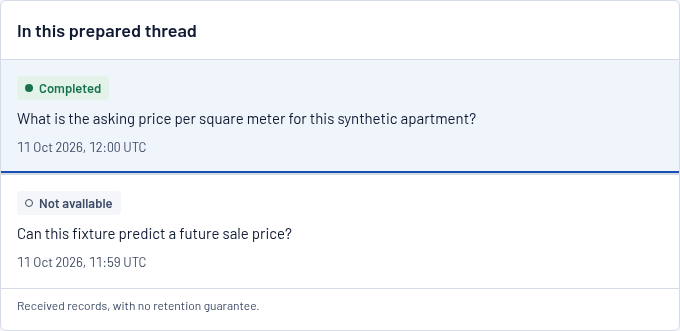 In this prepared thread
Completed
What is the asking price per square meter for this synthetic apartment?
11 Oct 2026, 12:00 UTC
Not available
Can this fixture predict a future sale price?
11 Oct 2026, 11:59 UTC
Received records, with no retention guarantee.